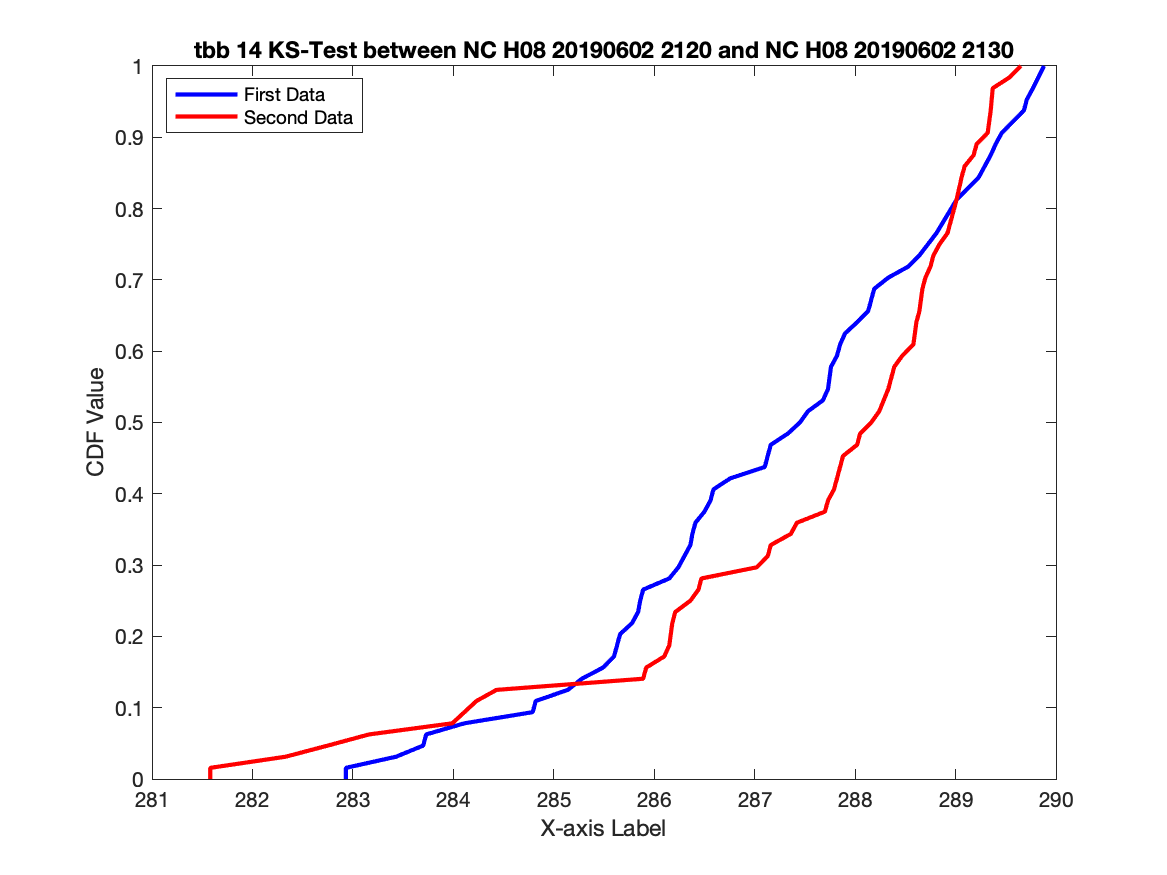 tbb 14 KS-Test between NC H08 20190602 2120 and NC H08 20190602 2130
First Data
Second Data
1
0.9
0.8
0.7
0.6
0.5
0.4
0.3
0.2
0.1
0
CDF Value
281 282 283 284 285 286 287 288 289 290
X-axis Label